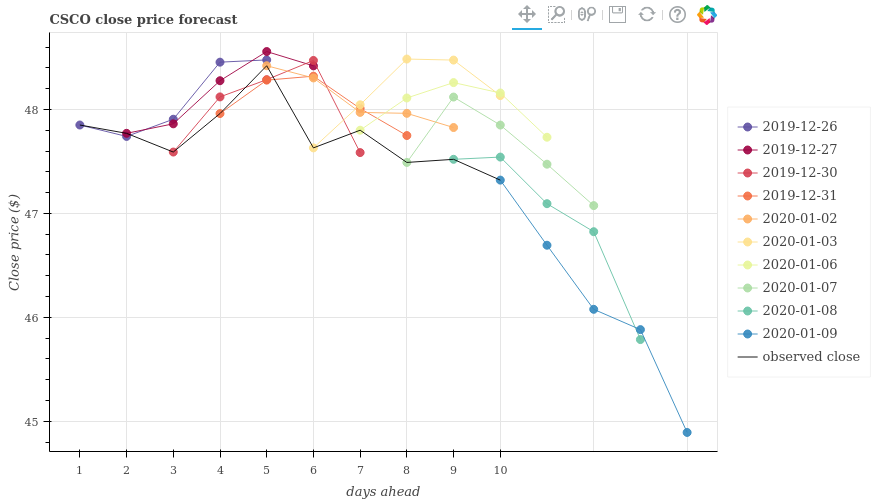 CSCO close price forecast
Close price ($)
48
47
46
45
1 2 3 4 5 6 7 8 9 10
days ahead
2019-12-26
2019-12-27
2019-12-30
2019-12-31
2020-01-02
2020-01-03
2020-01-06
2020-01-07
2020-01-08
2020-01-09
observed close